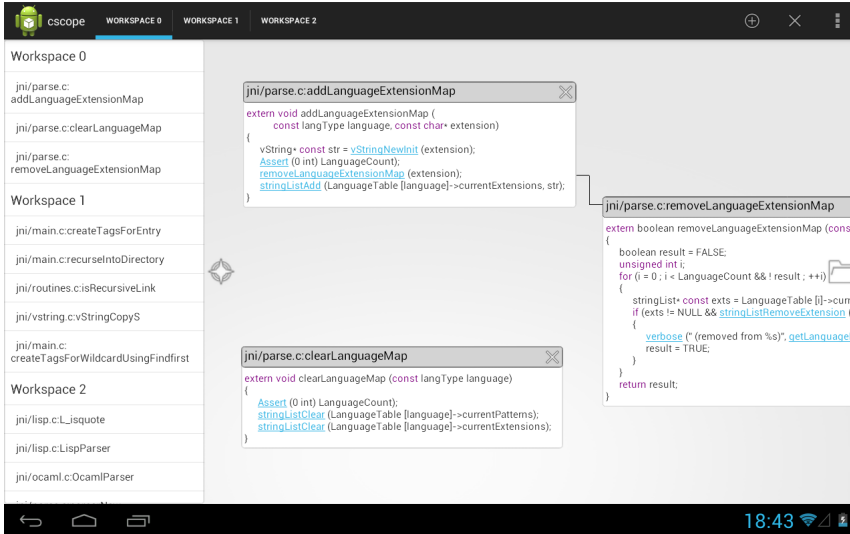 cscope
WORKSPACE 0
WORKSPACE 1
WORKSPACE 2
Workspace 0
jni/parse.c:
addLanguageExtensionMap
jni/parse.c:clearLanguageMap
jni/parse.c:
removeLanguageExtensionMap
Workspace 1
jni/main.c:createTagsForEntry
jni/main.c:recurseIntoDirectory
jni/routines.c:isRecursiveLink
jni/vstring.c:vStringCopyS
jni/main.c:
createTagsForWildcardUsingFindfirst
Workspace 2
jni/lisp.c:L_isquote
jni/lisp.c:LispParser
jni/ocaml.c:OcamlParser
jni/parse.c:addLanguageExtensionMap
extern void addLanguageExtensionMap (
const langType language, const char* extension)
{
vString* const str = vStringNewInit (extension);
Assert (0 int) LanguageCount);
removeLanguageExtensionMap (extension);
stringListAdd (LanguageTable [language]->currentExtensions, str);
}
jni/parse.c:removeLanguageExtensionMap
extern boolean removeLanguageExtensionMap (cons
{
boolean result = FALSE;
unsigned int i;
for (i = 0 ; i < LanguageCount && ! result ; ++i)
{
stringList* const exts = LanguageTable [i]->curr
if (exts != NULL && stringListRemoveExtension (
{
verbose (" (removed from %s)", getLanguage
result = TRUE;
}
}
return result;
}
jni/parse.c:clearLanguageMap
extern void clearLanguageMap (const langType language)
{
Assert (0 int) LanguageCount);
stringListClear (LanguageTable [language]->currentPatterns);
stringListClear (LanguageTable [language]->currentExtensions);
}
18:43